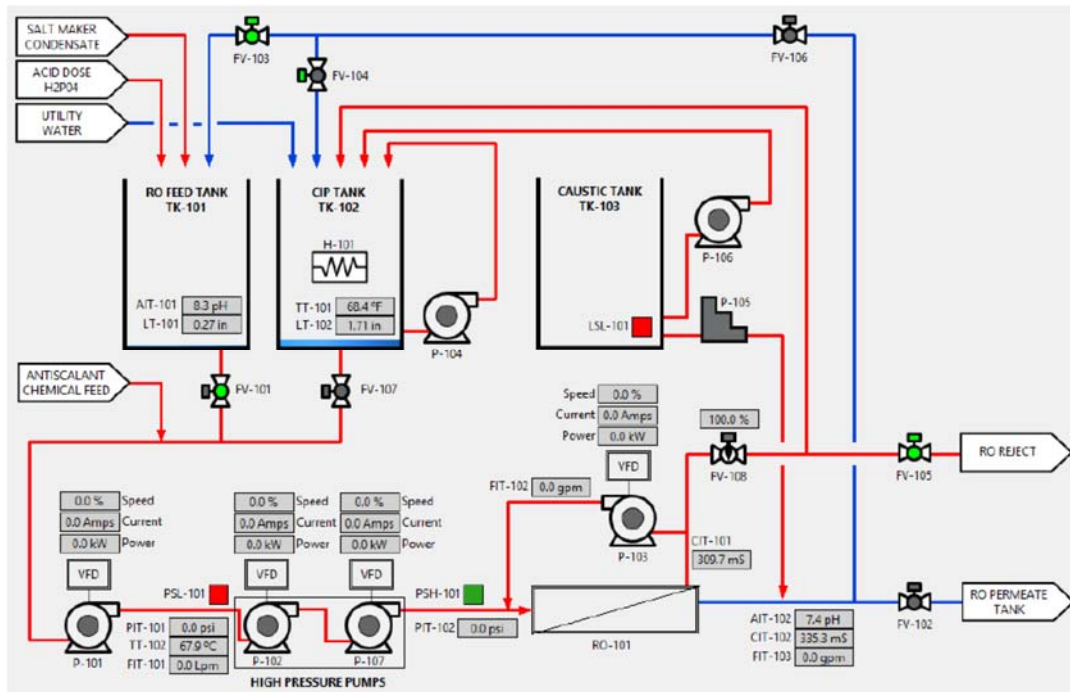 SALT MAKER
CONDENSATE
FV-103
FV-106
FV-104
ACID DOSE
H2P04
UTILITY
WATER
RO FEED TANK
TK-101
CIP TANK
TK-102
CAUSTIC TANK
TK-103
H-101
P-106
AIT-101 8.3 pH
LT-101 0.27 in
TT-101 68.4 ºF
LT-102 1.71 in
P-104
LSL-101
P-105
ANTISCALANT
CHEMICAL FEED
FV-101
FV-107
Speed 0.0 %
Current 0.0 Amps
Power 0.0 kW
VFD
100.0 %
FV-108
FV-105
RO REJECT
FIT-102 0.0 gpm
P-103
CIT-101
309.7 mS
0.0 % Speed
0.0 Amps Current
0.0 kW Power
VFD
0.0 % Speed 0.0 %
0.0 Amps Current 0.0 Amps
0.0 kW Power 0.0 kW
VFD
VFD
PSL-101
PSH-101
PIT-101 0.0 psi
TT-102 67.9 ºC
FIT-101 0.0 Lpm
P-101
P-102
P-107
HIGH PRESSURE PUMPS
PIT-102 0.0 psi
RO-101
AIT-102 7.4 pH
CIT-102 335.3 mS
FIT-103 0.0 gpm
FV-102
RO PERMEATE
TANK